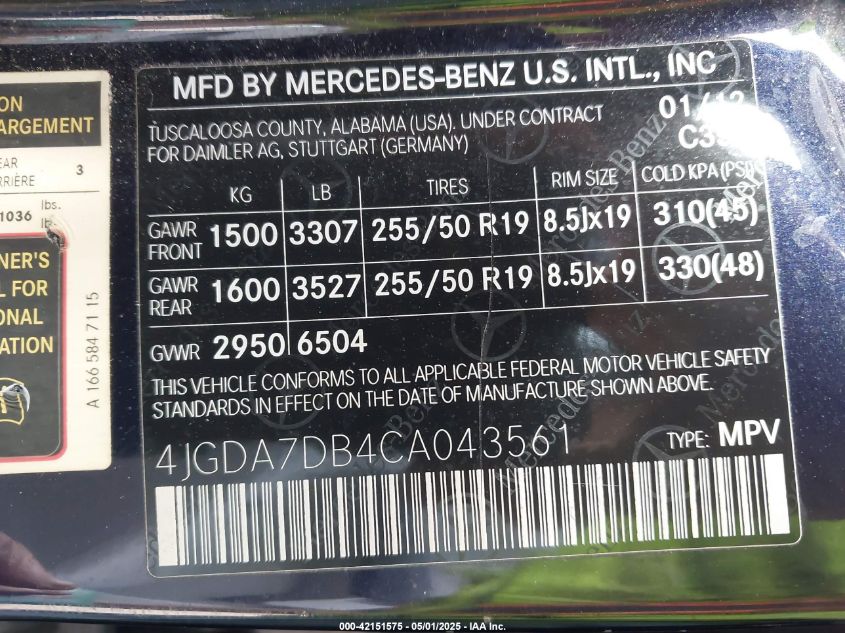 ON
ARGEMENT
EAR
RRIÈRE 3
1036 lbs.
lb
NER'S
L FOR
ONAL
ATION
A 166 584 71 15
MFD BY MERCEDES-BENZ U.S. INTL., INC
TUSCALOOSA COUNTY, ALABAMA (USA). UNDER CONTRACT
FOR DAIMLER AG, STUTTGART (GERMANY)
01/12
KG LB TIRES RIM SIZE COLD KPA (PSI)
GAWR FRONT 1500 3307 255/50 R19 8.5Jx19 310(45)
GAWR REAR 1600 3527 255/50 R19 8.5Jx19 330(48)
GVWR 2950 6504
THIS VEHICLE CONFORMS TO ALL APPLICABLE FEDERAL MOTOR VEHICLE SAFETY
STANDARDS IN EFFECT ON THE DATE OF MANUFACTURE SHOWN ABOVE.
4JGDA7DB4CA043561 TYPE: MPV
000-42151575 - 05/01/2025 - IAA Inc.